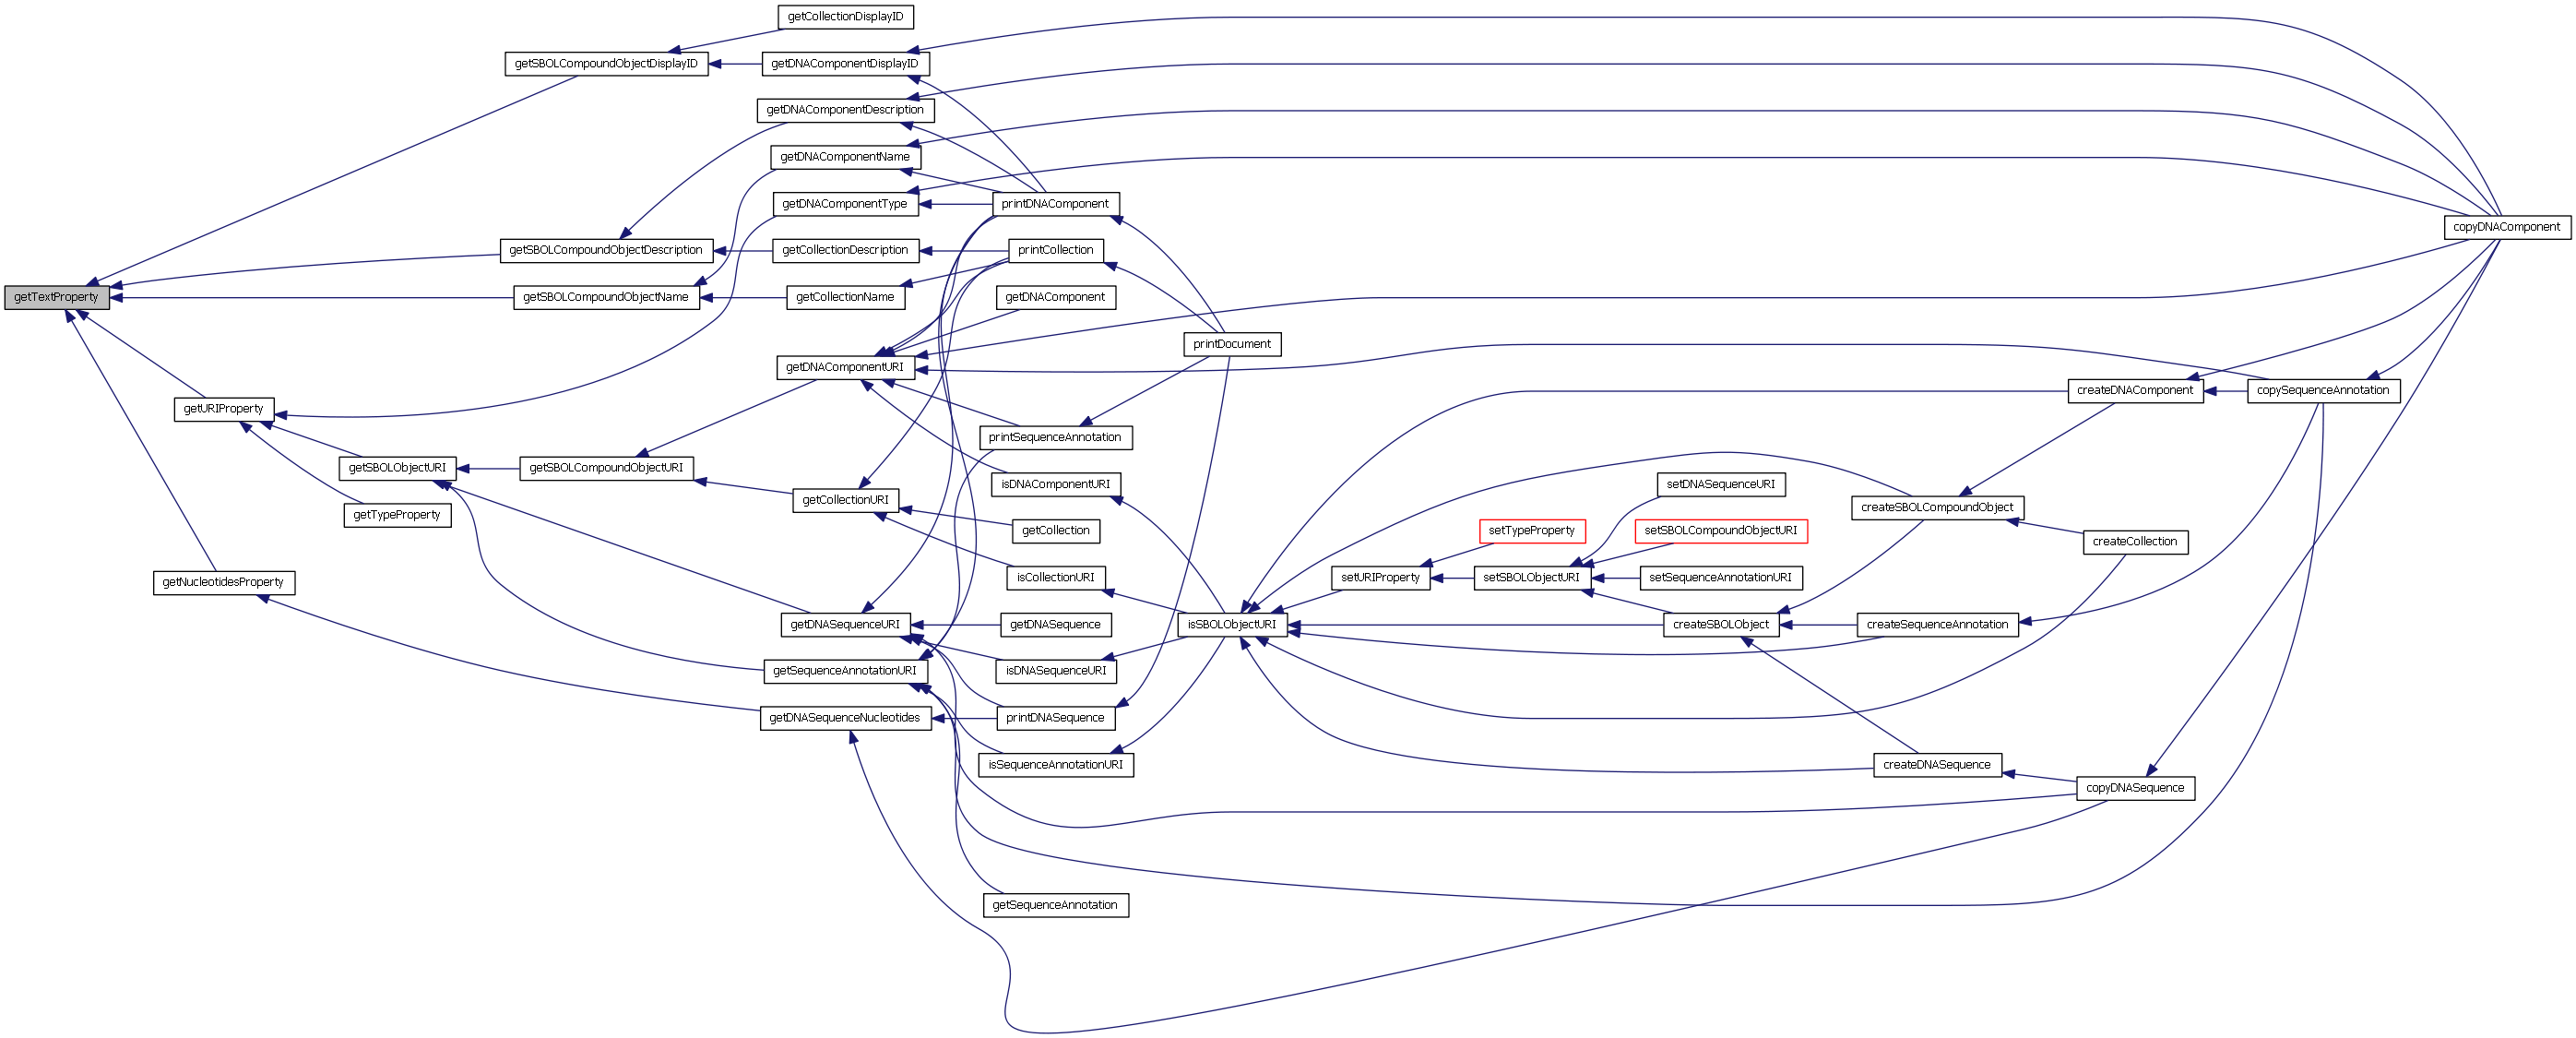 getCollectionDisplayID
getSBOLCompoundObjectDisplayID
getDNAComponentDisplayID
getDNAComponentDescription
getDNAComponentName
getDNAComponentType
printDNAComponent
copyDNAComponent
getSBOLCompoundObjectDescription
getCollectionDescription
printCollection
getTextProperty
getSBOLCompoundObjectName
getCollectionName
getDNAComponent
printDocument
getDNAComponentURI
createDNAComponent
copySequenceAnnotation
getURIProperty
printSequenceAnnotation
getSBOLObjectURI
getSBOLCompoundObjectURI
isDNAComponentURI
setDNASequenceURI
getCollectionURI
createSBOLCompoundObject
getTypeProperty
getCollection
setTypeProperty
setSBOLCompoundObjectURI
createCollection
getNucleotidesProperty
isCollectionURI
setURIProperty
setSBOLObjectURI
setSequenceAnnotationURI
getDNASequenceURI
getDNASequence
isSBOLObjectURI
createSBOLObject
createSequenceAnnotation
getSequenceAnnotationURI
isDNASequenceURI
getDNASequenceNucleotides
printDNASequence
isSequenceAnnotationURI
createDNASequence
copyDNASequence
getSequenceAnnotation